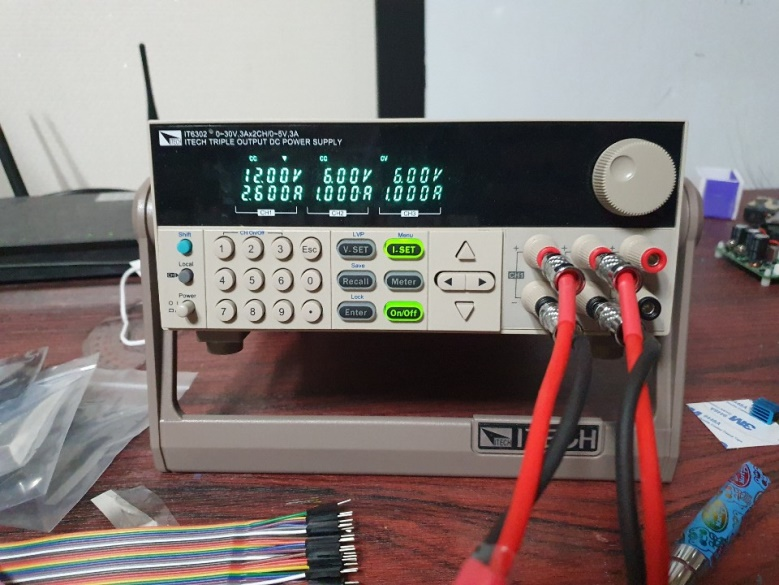 ITECH
IT6302 0~30V,3Ax2CH/0~5V,3A
ITECH TRIPLE OUTPUT DC POWER SUPPLY
CC CC CV
12.00V 6.00V 6.00V
2.600A 1.000A 1.000A
CH1 CH2 CH3
Shift
Local
Power
Ch1 On/Off
1 2 3 Esc
4 5 6 0
7 8 9 .
LVP Menu
V-SET I-SET
Save
Recall Meter
Lock
Enter On/Off
CH1
+ + +
ITECH ITECH
3M